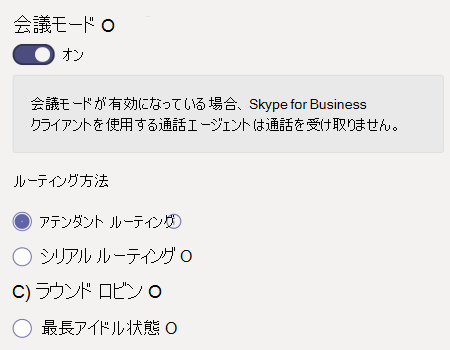 会議モード O
オン
会議モードが有効になっている場合、Skype for Business
クライアントを使用する通話エージェントは通話を受け取りません。
ルーティング方法
アテンダント ルーティング
シリアル ルーティング O
C) ラウンド ロビン O
最長アイドル状態 O